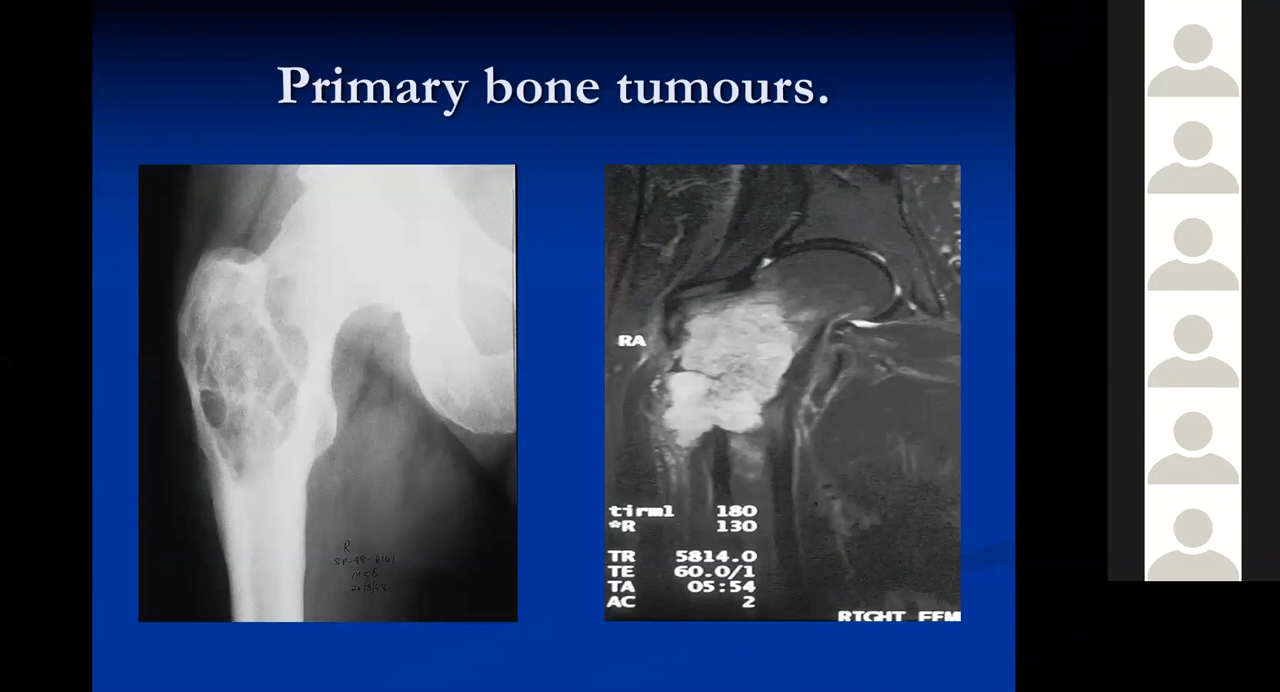 Primary bone tumours.
RA
R
tirm1 180
*R 130
TR 5814.0
TE 60.0/1
TA 05:54
AC 2
RIGHT FEM